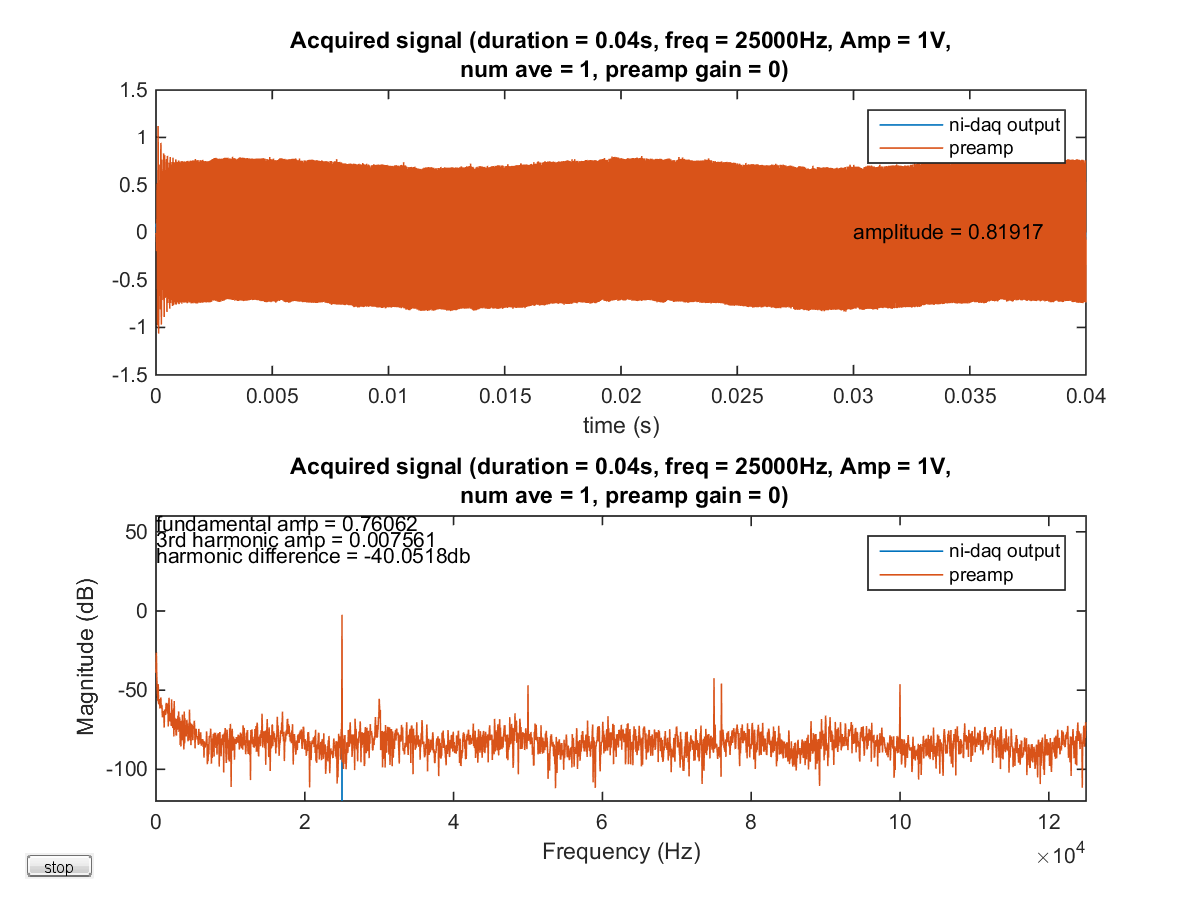 Acquired signal (duration = 0.04s, freq = 25000Hz, Amp = 1V,
num ave = 1, preamp gain = 0)
1.5
1
0.5
0
-0.5
-1
-1.5
ni-daq output
preamp
amplitude = 0.81917
0 0.005 0.01 0.015 0.02 0.025 0.03 0.035 0.04
time (s)
Acquired signal (duration = 0.04s, freq = 25000Hz, Amp = 1V,
num ave = 1, preamp gain = 0)
fundamental amp = 0.76062
3rd harmonic amp = 0.007561
harmonic difference = -40.0518db
ni-daq output
preamp
Magnitude (dB)
50
0
-50
-100
0 2 4 6 8 10 12
Frequency (Hz)
×10⁴
stop